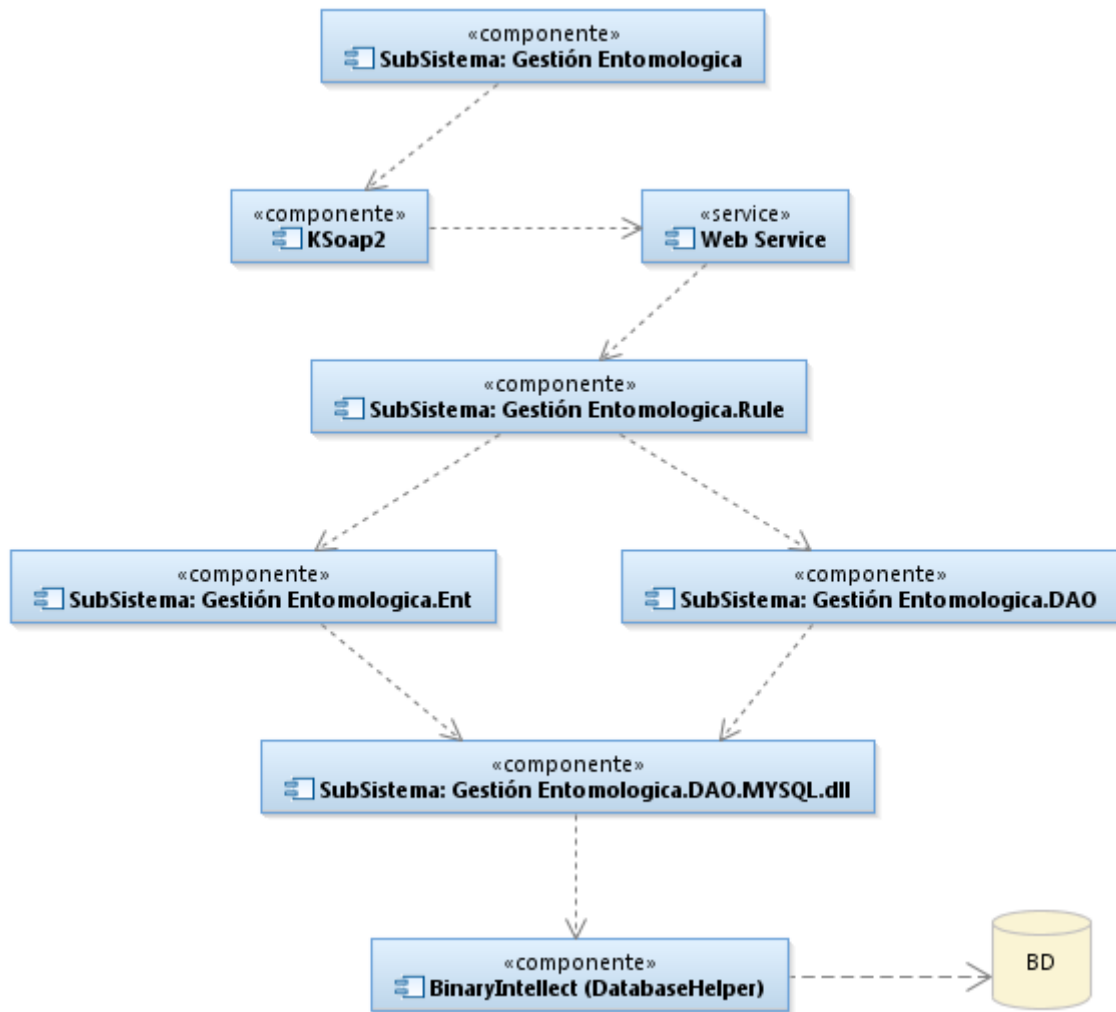 «componente»
SubSistema: Gestión Entomologica
«componente»
KSoap2
«service»
Web Service
«componente»
SubSistema: Gestión Entomologica.Rule
«componente»
SubSistema: Gestión Entomologica.Ent
«componente»
SubSistema: Gestión Entomologica.DAO
«componente»
SubSistema: Gestión Entomologica.DAO.MYSQL.dll
«componente»
BinaryIntellect (DatabaseHelper)
BD